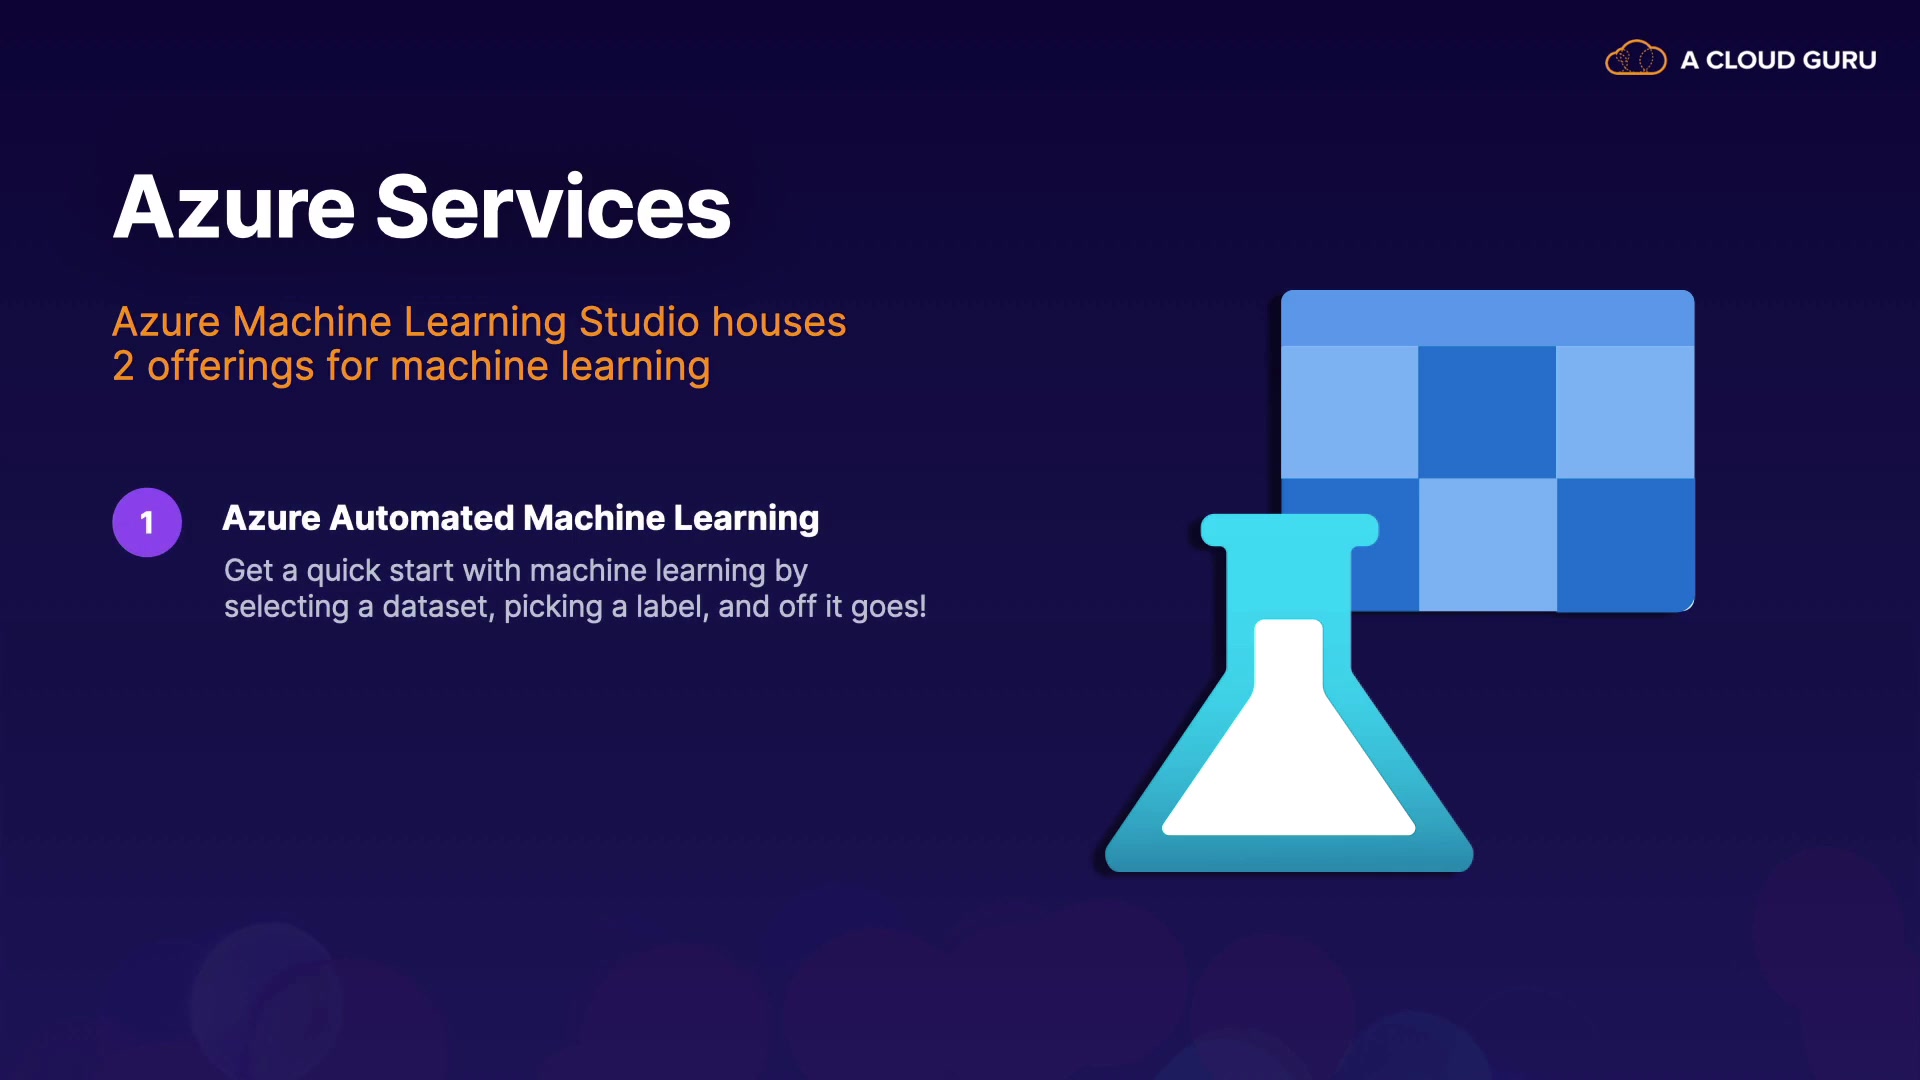 A CLOUD GURU
Azure Services
Azure Machine Learning Studio houses
2 offerings for machine learning
1
Azure Automated Machine Learning
Get a quick start with machine learning by
selecting a dataset, picking a label, and off it goes!